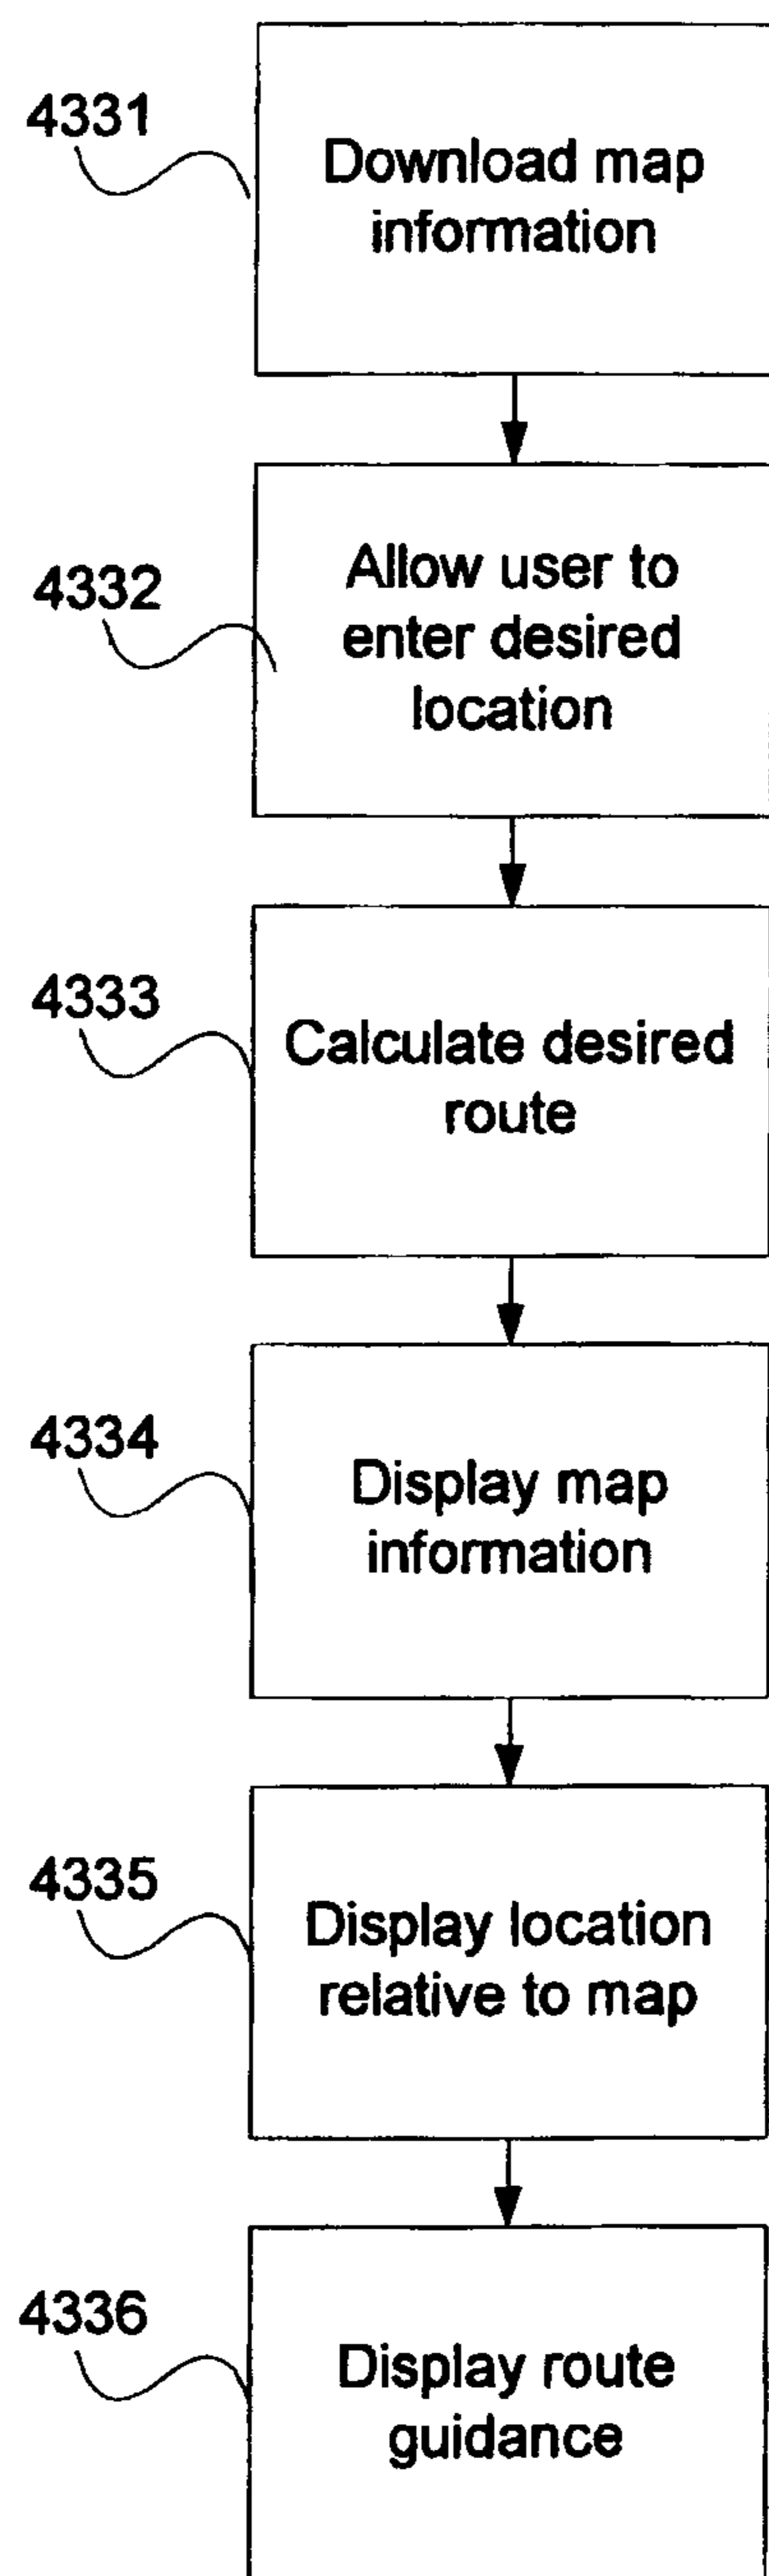 4331
Download map
information
4332
Allow user to
enter desired
location
4333
Calculate desired
route
4334
Display map
information
4335
Display location
relative to map
4336
Display route
guidance